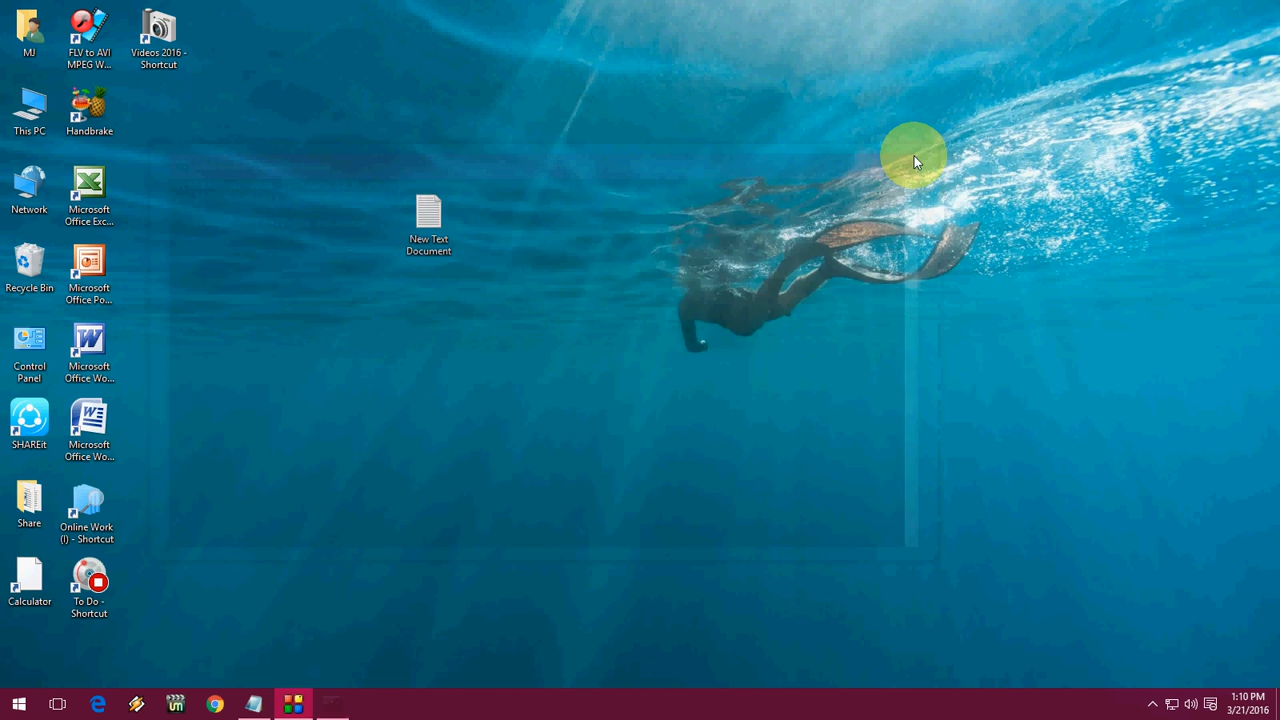 MJ
FLV to AVI
MPEG W...
Videos 2016 -
Shortcut
This PC
Handbrake
Network
Microsoft
Office Exc...
New Text
Document
Recycle Bin
Microsoft
Office Po...
Control
Panel
Microsoft
Office Wo...
SHAREit
Microsoft
Office Wo...
Share
Online Work
(I) - Shortcut
Calculator
To Do -
Shortcut
1:10 PM
3/21/2016